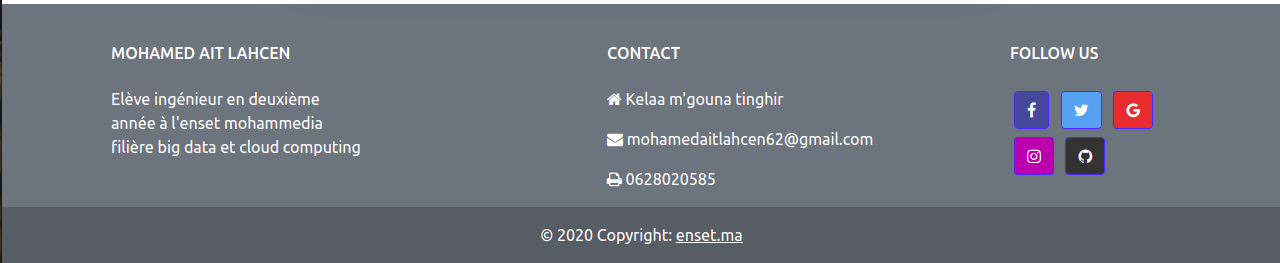 MOHAMED AIT LAHCEN
Elève ingénieur en deuxième
année à l'enset mohammedia
filière big data et cloud computing
CONTACT
Kelaa m'gouna tinghir
mohamedaitlahcen62@gmail.com
0628020585
FOLLOW US
© 2020 Copyright: enset.ma